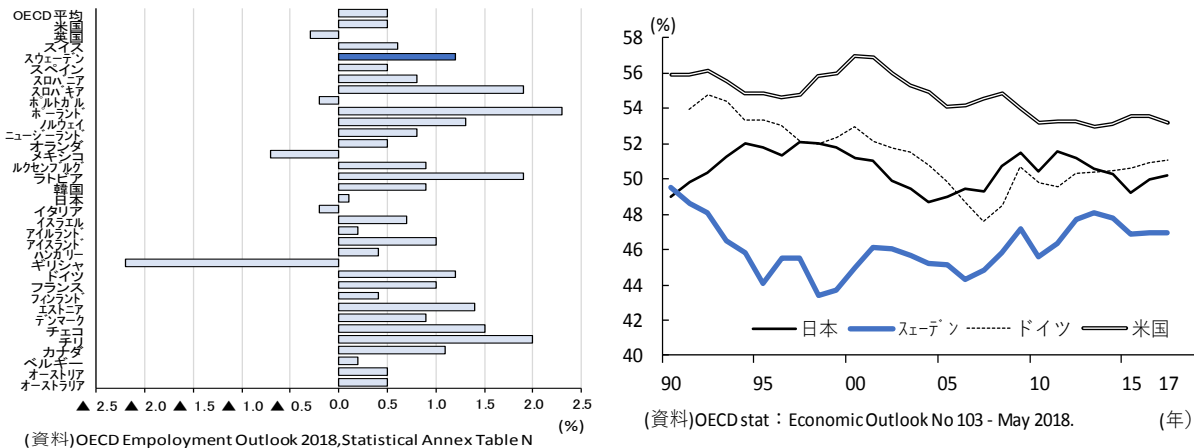 OECD平均
米国
英国
スイス
スウェーデン
スペイン
スロバニア
スロバキア
ポルトガル
ポーランド
ノルウェイ
ニュージーランド
オランダ
メキシコ
ルクセンブルグ
ラトビア
韓国
日本
イタリア
イスラエル
アイルランド
アイスランド
ハンガリー
ギリシャ
ドイツ
フランス
フィンランド
エストニア
デンマーク
チェコ
チリ
カナダ
ベルギー
オーストリア
オーストラリア
▲ 2.5 ▲ 2.0 ▲ 1.5 ▲ 1.0 ▲ 0.5 0.0 0.5 1.0 1.5 2.0 2.5
(%)
(資料)OECD Empoloyment Outlook 2018,Statistical Annex Table N
(%)
58
56
54
52
50
48
46
44
42
40
日本 スェーデン ドイツ 米国
90 95 00 05 10 15 17
(資料)OECD stat：Economic Outlook No 103 - May 2018. (年)